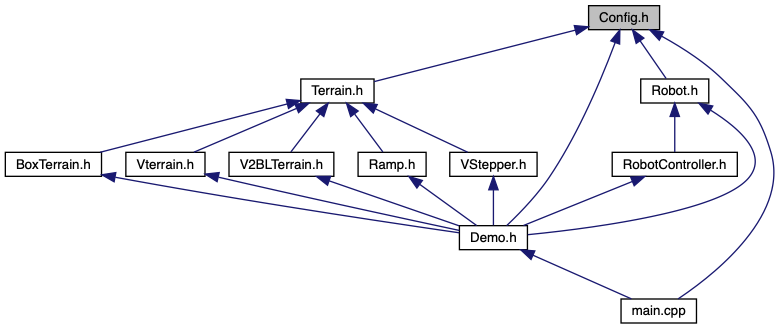 Config.h
Terrain.h
Robot.h
BoxTerrain.h
Vterrain.h
V2BLTerrain.h
Ramp.h
VStepper.h
RobotController.h
Demo.h
main.cpp